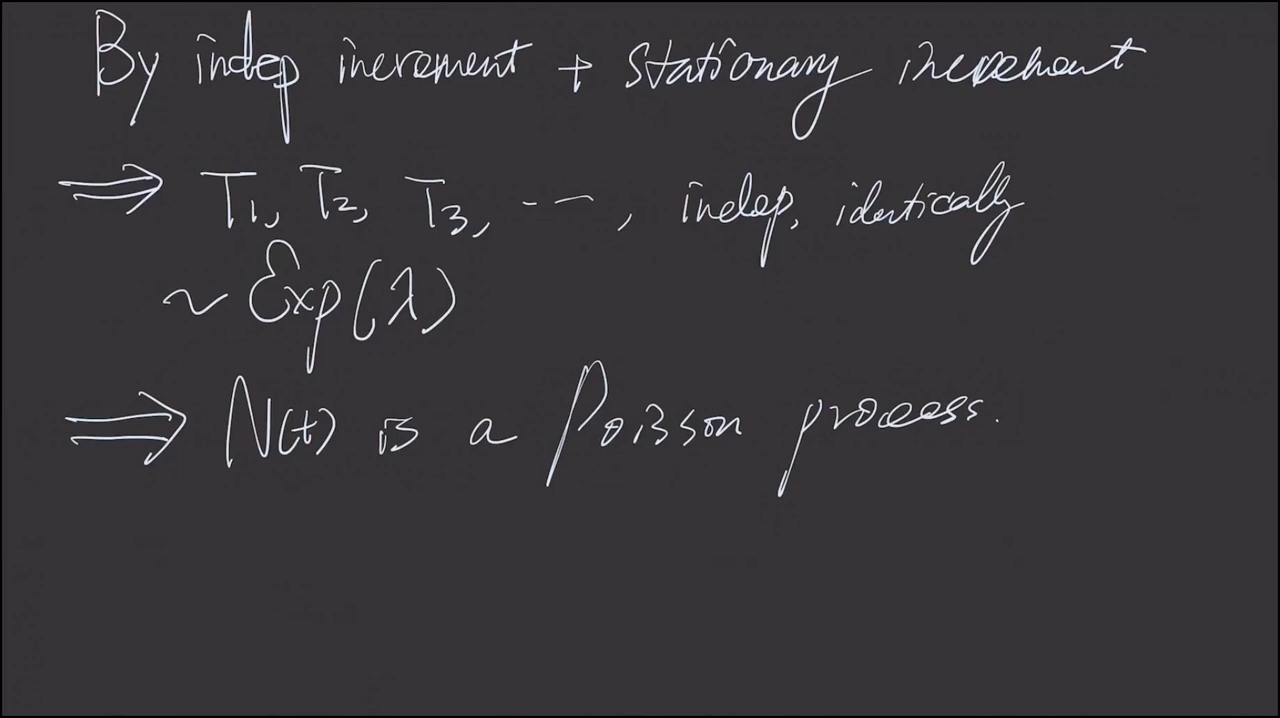 By indep increment + stationary increment
⇒ T₁, T₂, T₃, ---, indep, identically
~ Exp(λ)
⇒ N(t) is a Poisson process.